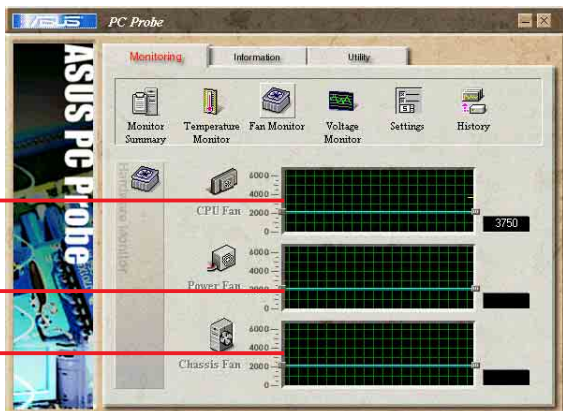 ASUS PC Probe
Monitoring Information Utility
Monitor Summary
Temperature Monitor
Fan Monitor
Voltage Monitor
Settings
History
ASUS PC Probe
Hardware Monitor
CPU Fan
6000
4000
2000
0
3750
Power Fan
6000
4000
2000
0
Chassis Fan
6000
4000
2000
0